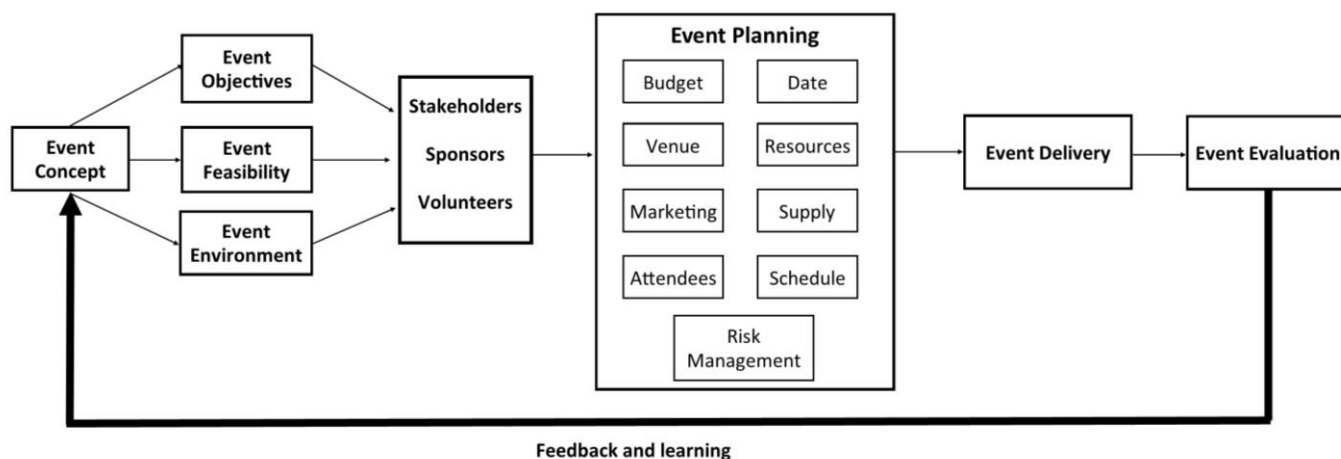 Event
Concept
Event
Objectives
Event
Feasibility
Event
Environment
Stakeholders
Sponsors
Volunteers
Event Planning
Budget
Date
Venue
Resources
Marketing
Supply
Attendees
Schedule
Risk
Management
Event Delivery
Event Evaluation
Feedback and learning